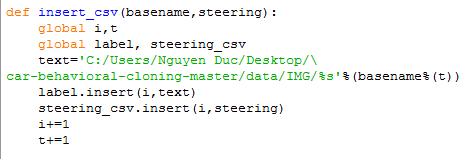 def insert_csv(basename,steering):
    global i,t
    global label, steering_csv
    text='C:/Users/Nguyen Duc/Desktop/\
car-behavioral-cloning-master/data/IMG/%s'%(basename%(t))
    label.insert(i,text)
    steering_csv.insert(i,steering)
    i+=1
    t+=1